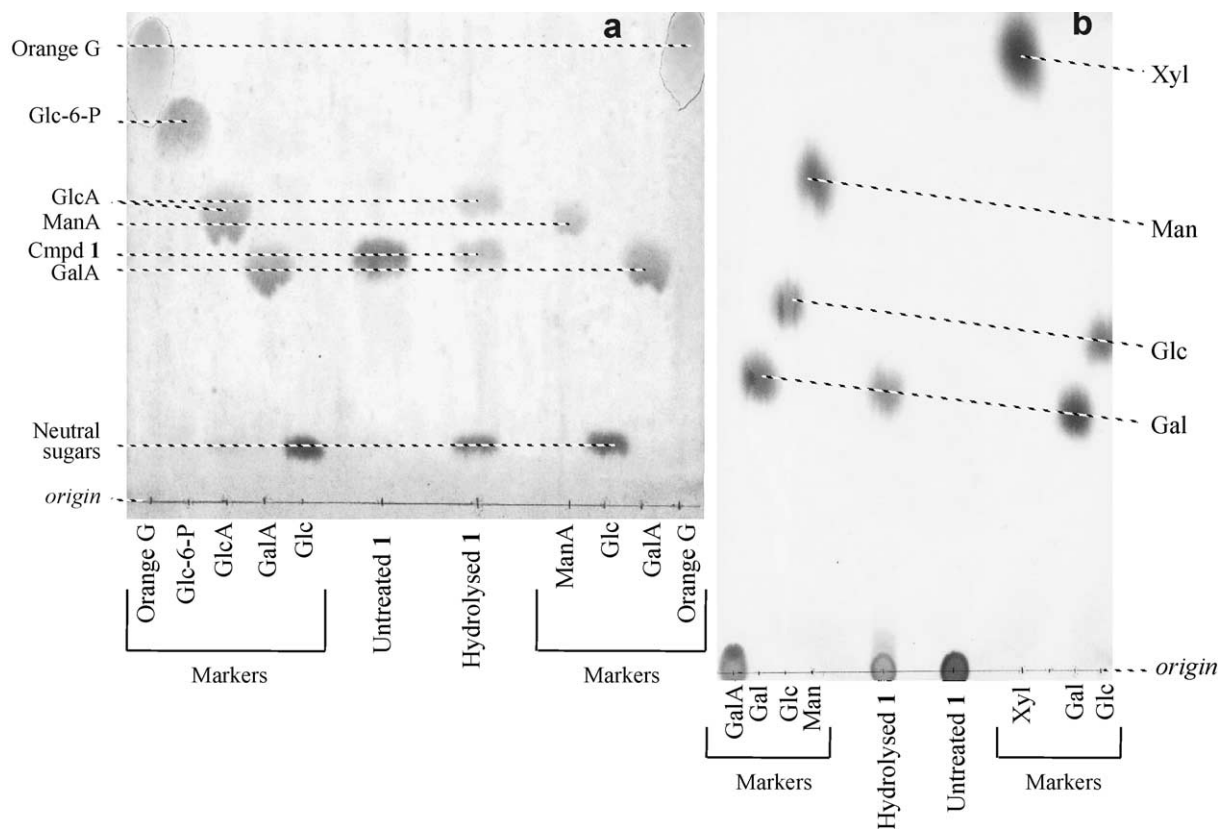 a
Orange G
Glc-6-P
GlcA
ManA
Cmpd 1
GalA
Neutral
sugars
origin
Orange G
Glc-6-P
GlcA
GalA
Glc
Untreated 1
Hydrolysed 1
ManA
Glc
GalA
Orange G
Markers
Markers
b
Xyl
Man
Glc
Gal
origin
GalA
Gal
Glc
Man
Hydrolysed 1
Untreated 1
Xyl
Gal
Glc
Markers
Markers